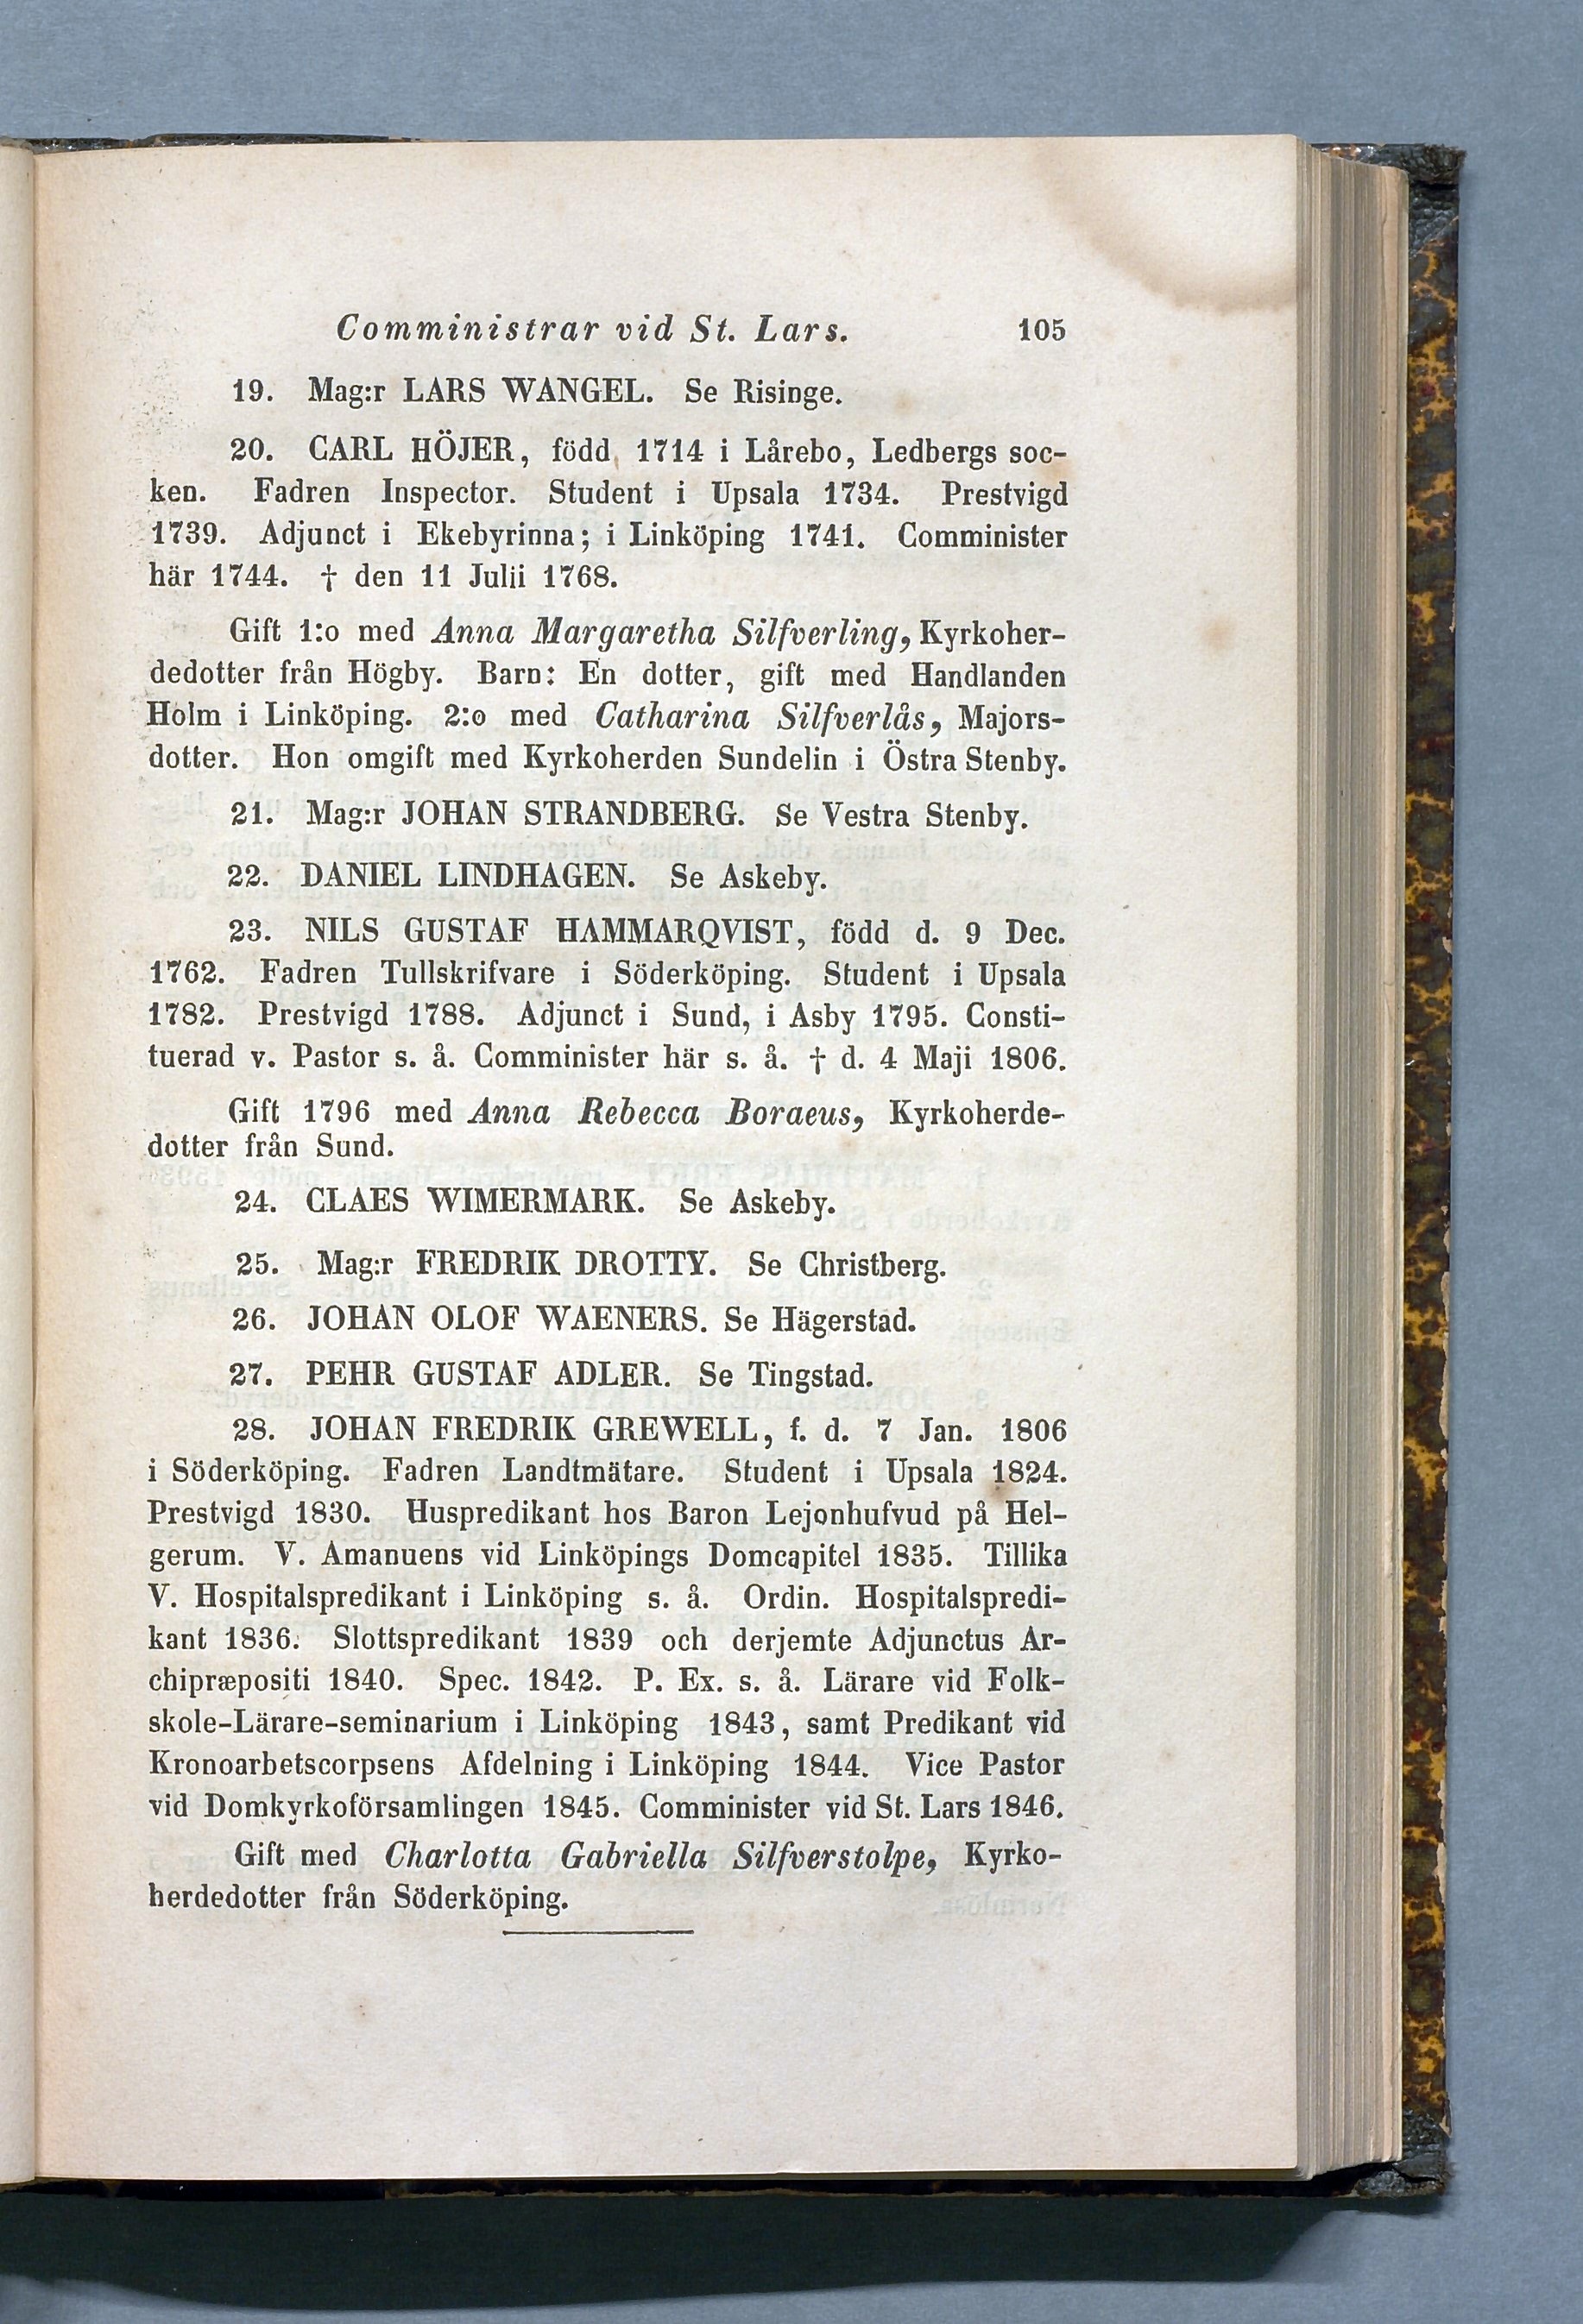 Comministrar vid St. Lars. 105
19. Mag:r LARS WANGEL. Se Risinge.
20. CARL HÖJER, född 1714 i Lårebo, Ledbergs soc-
ken. Fadren Inspector. Student i Upsala 1734. Prestvigd
1739. Adjunct i Ekebyrinna; i Linköping 1741. Comminister
här 1744. † den 11 Julii 1768.
Gift 1:o med Anna Margaretha Silfverling, Kyrkoher-
dedotter från Högby. Barn: En dotter, gift med Handlanden
Holm i Linköping. 2:o med Catharina Silfverlås, Majors-
dotter. Hon omgift med Kyrkoherden Sundelin i Östra Stenby.
21. Mag:r JOHAN STRANDBERG. Se Vestra Stenby.
22. DANIEL LINDHAGEN. Se Askeby.
23. NILS GUSTAF HAMMARQVIST, född d. 9 Dec.
1762. Fadren Tullskrifvare i Söderköping. Student i Upsala
1782. Prestvigd 1788. Adjunct i Sund, i Asby 1795. Consti-
tuerad v. Pastor s. å. Comminister här s. å. † d. 4 Maji 1806.
Gift 1796 med Anna Rebecca Boraeus, Kyrkoherde-
dotter från Sund.
24. CLAES WIMERMARK. Se Askeby.
25. Mag:r FREDRIK DROTTY. Se Christberg.
26. JOHAN OLOF WAENERS. Se Hägerstad.
27. PEHR GUSTAF ADLER. Se Tingstad.
28. JOHAN FREDRIK GREWELL, f. d. 7 Jan. 1806
i Söderköping. Fadren Landtmätare. Student i Upsala 1824.
Prestvigd 1830. Huspredikant hos Baron Lejonhufvud på Hel-
gerum. V. Amanuens vid Linköpings Domcapitel 1835. Tillika
V. Hospitalspredikant i Linköping s. å. Ordin. Hospitalspredi-
kant 1836. Slottspredikant 1839 och derjemte Adjunctus Ar-
chipræpositi 1840. Spec. 1842. P. Ex. s. å. Lärare vid Folk-
skole-Lärare-seminarium i Linköping 1843, samt Predikant vid
Kronoarbetscorpsens Afdelning i Linköping 1844. Vice Pastor
vid Domkyrkoförsamlingen 1845. Comminister vid St. Lars 1846.
Gift med Charlotta Gabriella Silfverstolpe, Kyrko-
herdedotter från Söderköping.